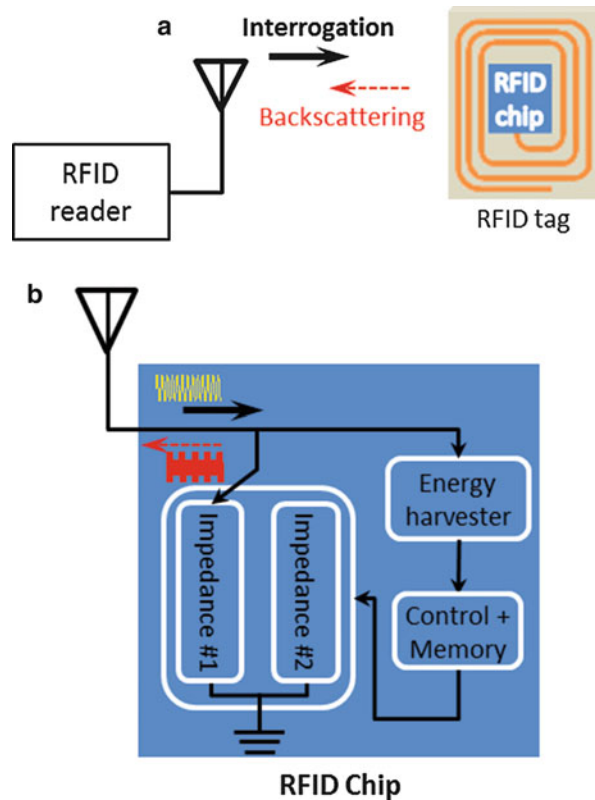 a
Interrogation
Backscattering
RFID
reader
RFID
chip
RFID tag
b
Energy
harvester
Impedance #1
Impedance #2
Control +
Memory
RFID Chip